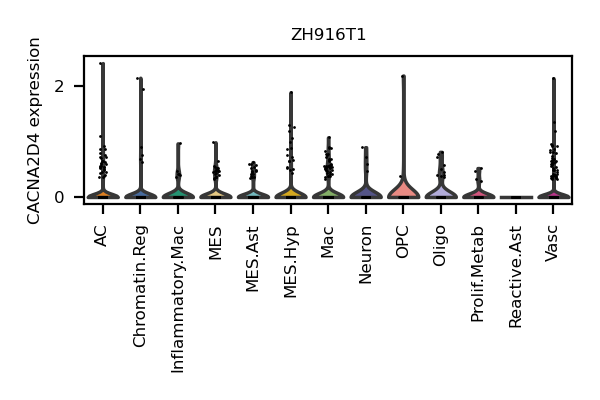 ZH916T1
CACNA2D4 expression
2
0
AC
Chromatin.Reg
Inflammatory.Mac
MES
MES.Ast
MES.Hyp
Mac
Neuron
OPC
Oligo
Prolif.Metab
Reactive.Ast
Vasc